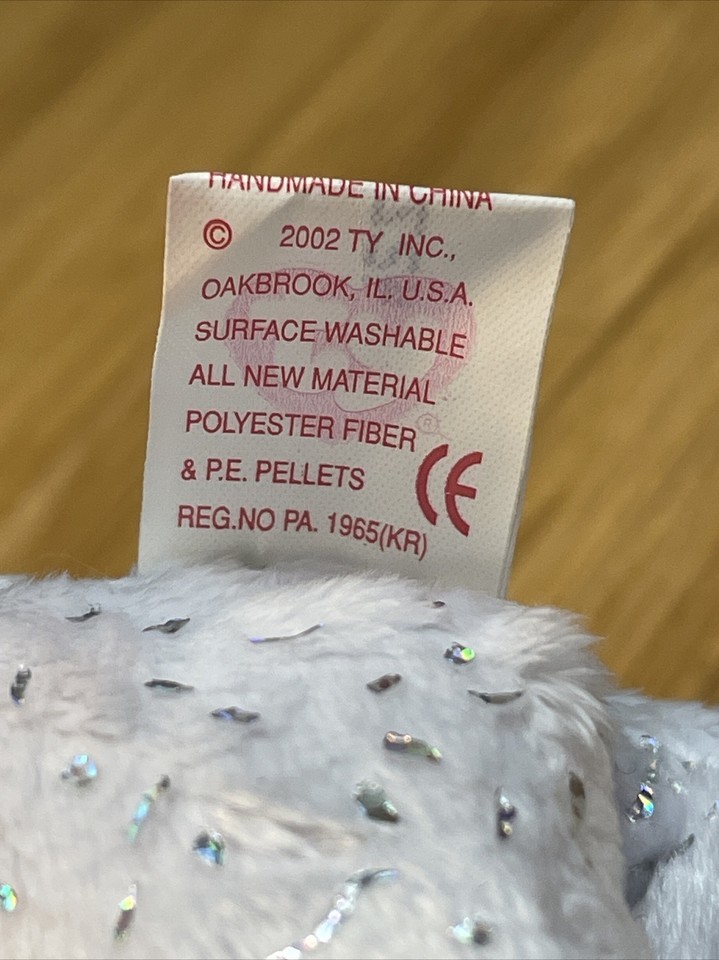 HANDMADE IN CHINA
© 2002 TY INC.,
OAKBROOK, IL. U.S.A.
SURFACE WASHABLE
ALL NEW MATERIAL
POLYESTER FIBER
& P.E. PELLETS
REG.NO PA. 1965(KR)
CE